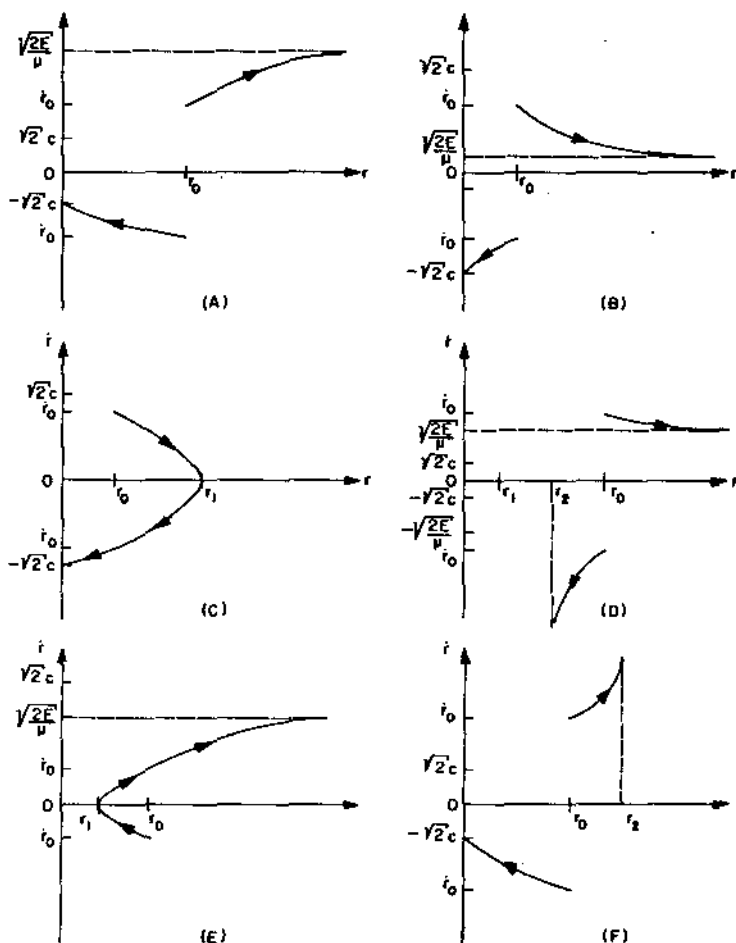 √2E/μ
ṙ₀
√2 c
0
r₀
r
-√2 c
ṙ₀
(A)
√2 c
ṙ₀
√2E/μ
0
r₀
r
ṙ₀
-√2 c
(B)
ṙ
√2 c
ṙ₀
0
r₀
r₁
r
ṙ₀
-√2 c
(C)
ṙ
ṙ₀
√2E/μ
√2 c
0
r₁
r₂
r₀
r
-√2 c
-√2E/μ
ṙ₀
(D)
ṙ
√2 c
√2E/μ
ṙ₀
0
r₁
r₀
ṙ₀
(E)
ṙ
ṙ₀
√2 c
0
r₀
r₂
-√2 c
ṙ₀
(F)